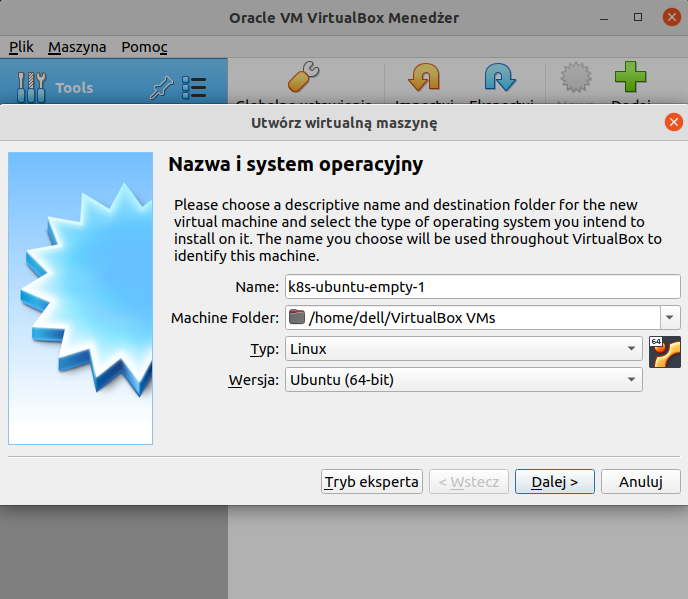 Oracle VM VirtualBox Menedżer
Plik Maszyna Pomoc
Tools
Globalne ustawienia Importuj Eksportuj Nowa Dodaj
Utwórz wirtualną maszynę
Nazwa i system operacyjny
Please choose a descriptive name and destination folder for the new
virtual machine and select the type of operating system you intend to
install on it. The name you choose will be used throughout VirtualBox to
identify this machine.
Name: k8s-ubuntu-empty-1
Machine Folder: /home/dell/VirtualBox VMs
Typ: Linux
64
Wersja: Ubuntu (64-bit)
Tryb eksperta < Wstecz Dalej > Anuluj